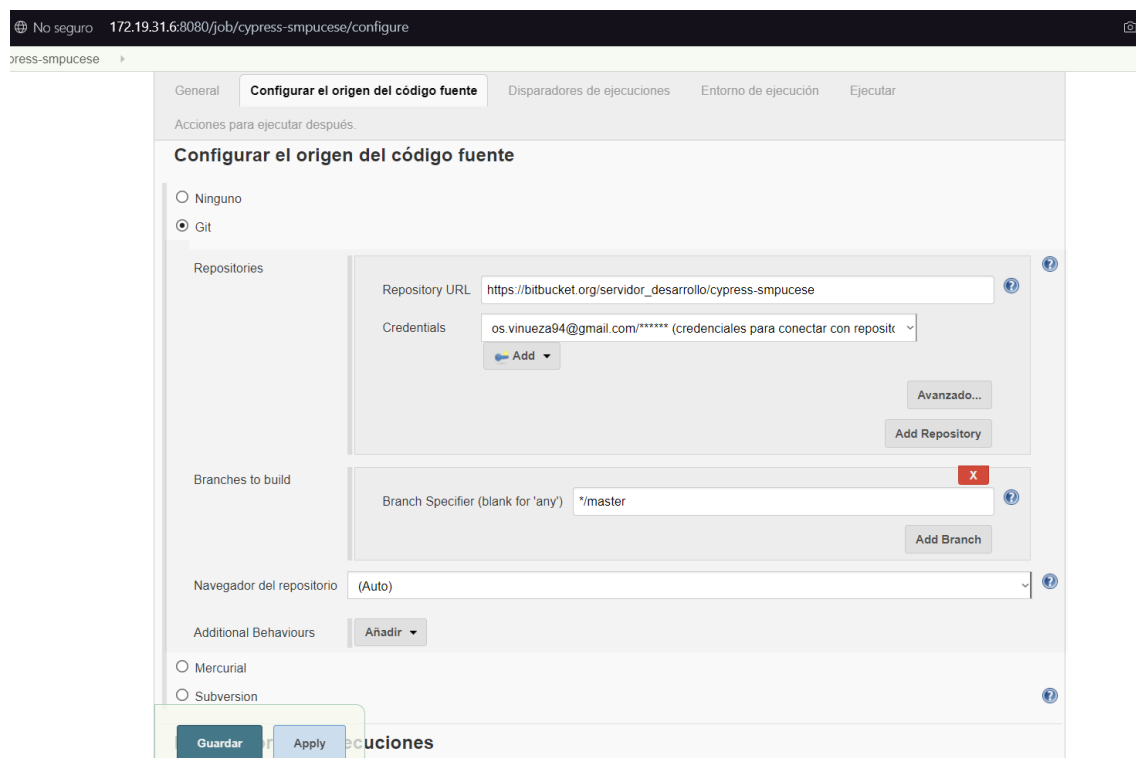 No seguro 172.19.31.6:8080/job/cypress-smpucese/configure
press-smpucese
General Configurar el origen del código fuente Disparadores de ejecuciones Entorno de ejecución Ejecutar
Acciones para ejecutar después.
Configurar el origen del código fuente
Ninguno
Git
Repositories
Repository URL https://bitbucket.org/servidor_desarrollo/cypress-smpucese
Credentials os.vinueza94@gmail.com/****** (credenciales para conectar con reposito
Add
Avanzado...
Add Repository
Branches to build
X
Branch Specifier (blank for 'any') */master
Add Branch
Navegador del repositorio (Auto)
Additional Behaviours Añadir
Mercurial
Subversion
Guardar Apply ecuciones